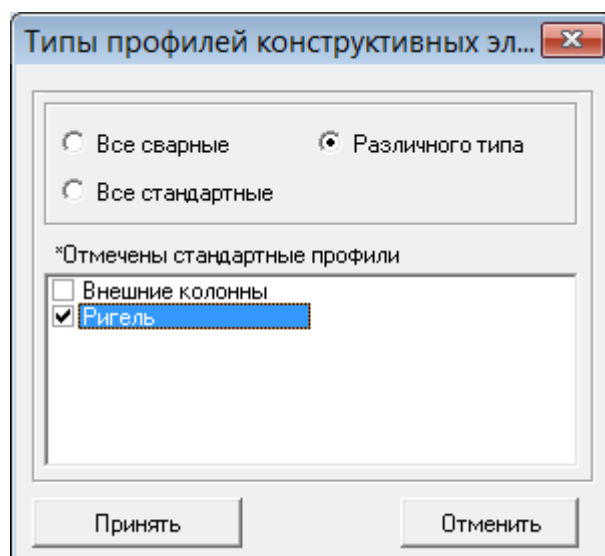 Типы профилей конструктивных эл...
Все сварные
Различного типа
Все стандартные
*Отмечены стандартные профили
Внешние колонны
Ригель
Принять
Отменить